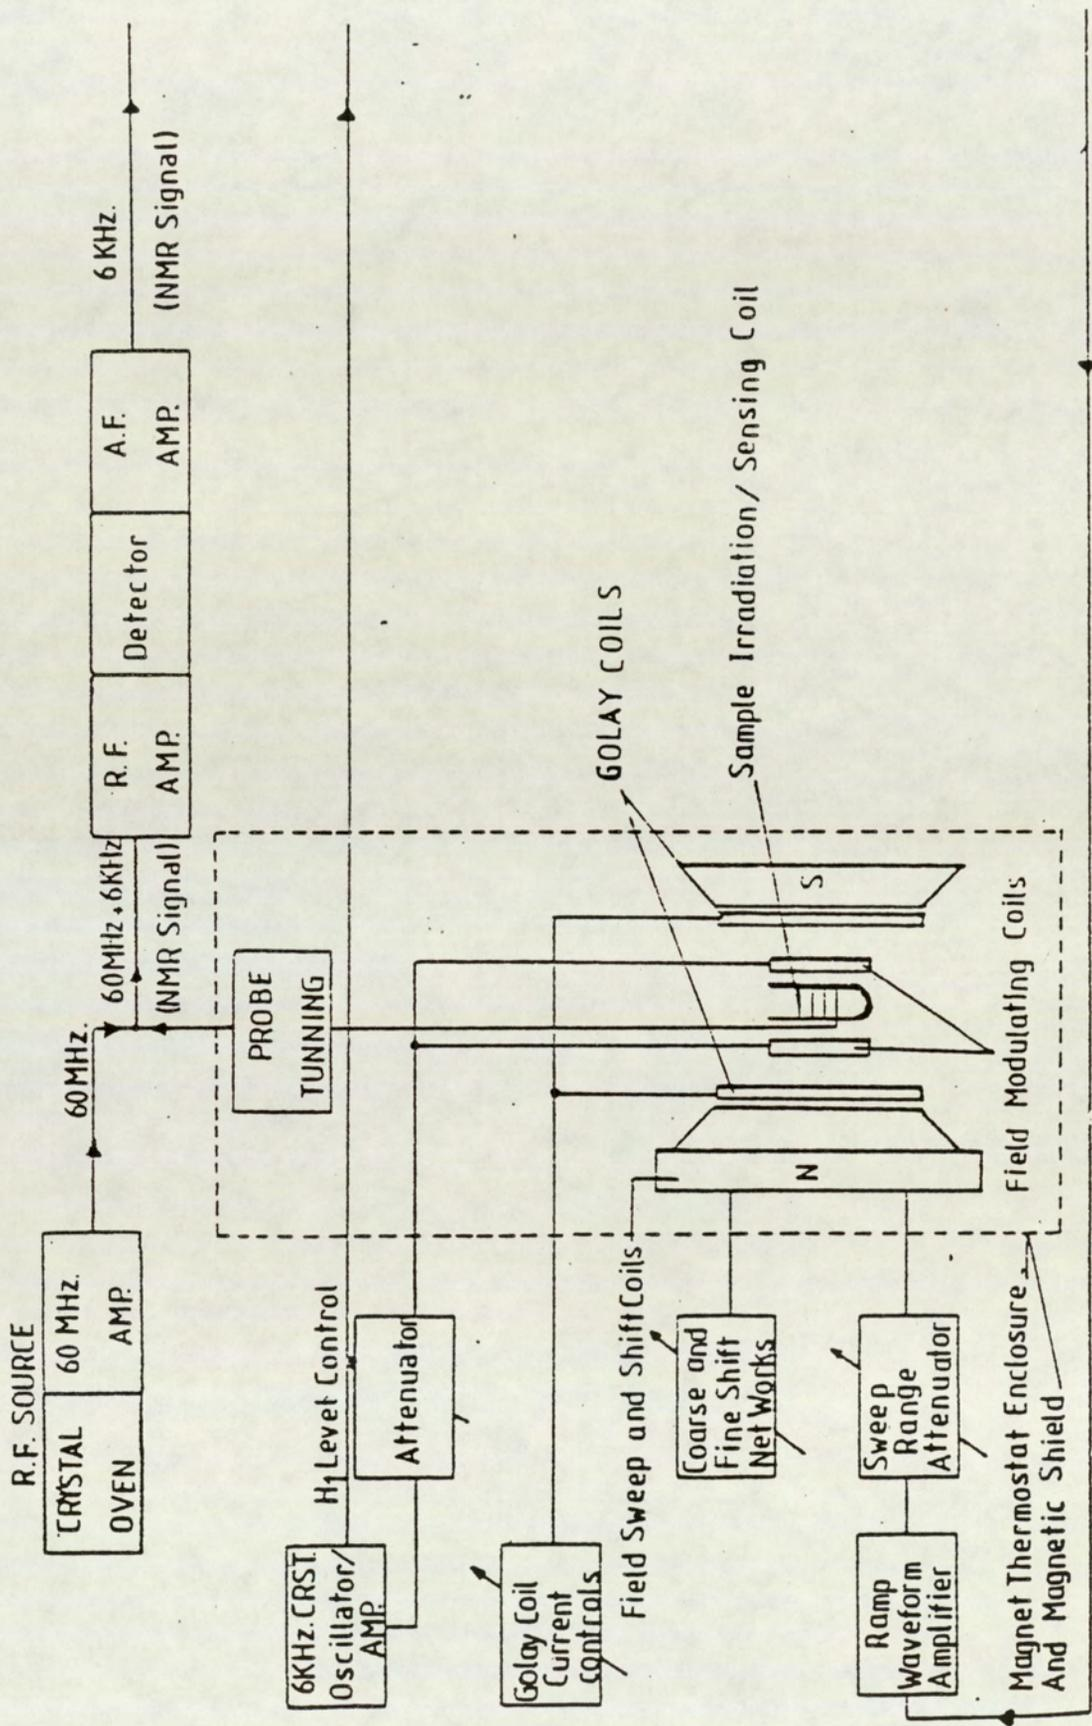 R.F. SOURCE
CRYSTAL
OVEN
60 MHz.
AMP.
60MHz.
60MHz.6KHz
(NMR Signal)
R.F.
AMP.
Detector
A.F.
AMP.
6KHz.
(NMR Signal)
PROBE
TUNNING
H1 Level Control
6KHz.CRST.
Oscillator/
AMP.
Attenuator
Golay Coil
Current
controls
Field Sweep and Shift Coils
GOLAY COILS
Sample Irradiation/ Sensing Coil
Coarse and
Fine Shift
Net Works
N
S
Ramp
Waveform
Amplifier
Sweep
Range
Attenuator
Field Modulating Coils
Magnet Thermostat Enclosure
And Magnetic Shield